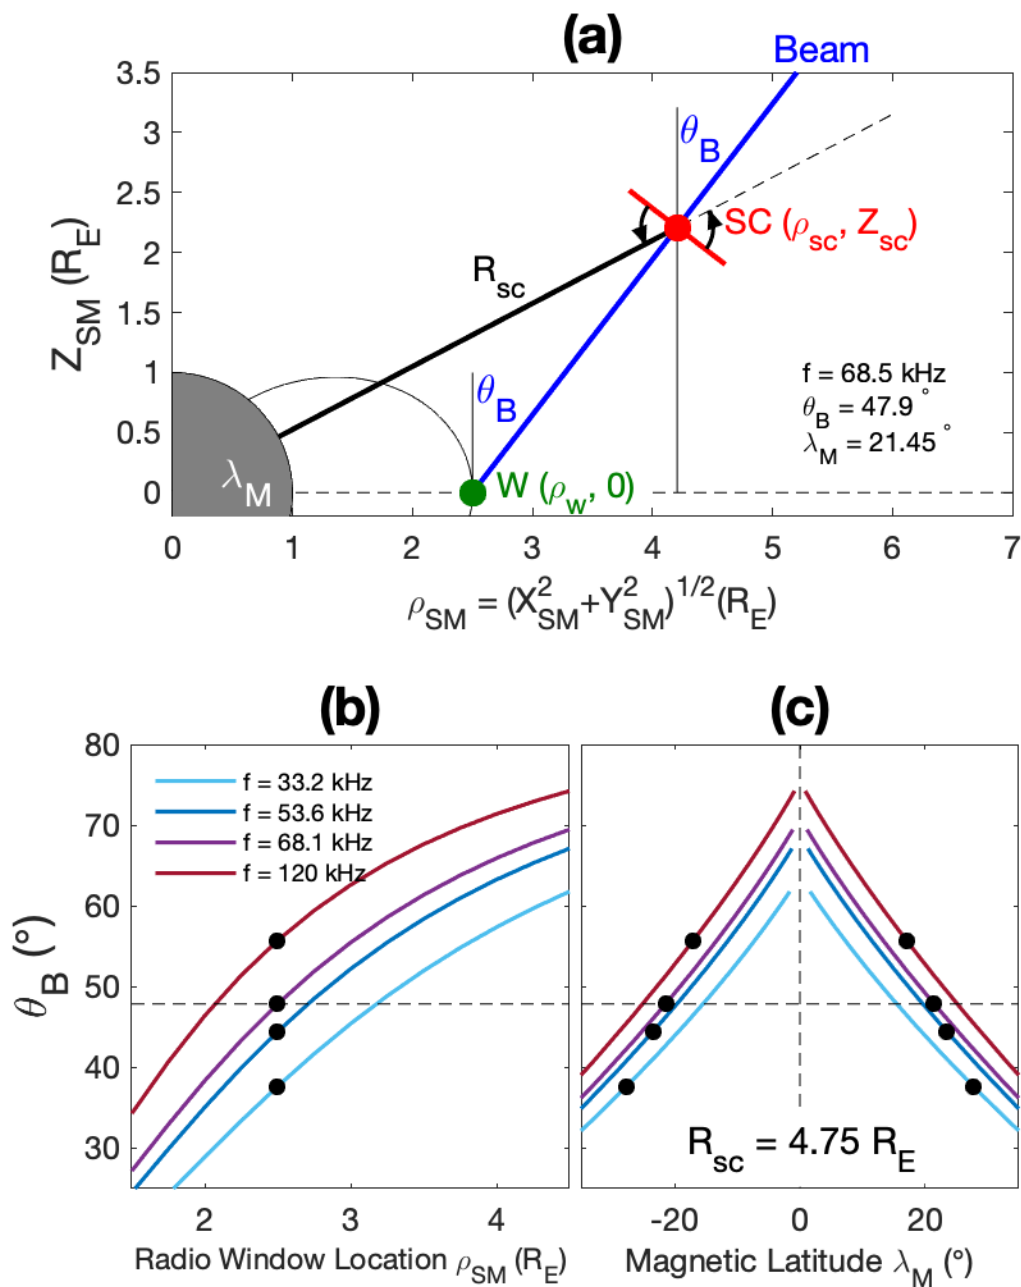 (a)
Beam
3.5
3
2.5
2
1.5
1
0.5
0
Z_SM (R_E)
θ_B
SC (ρ_sc, Z_sc)
R_sc
f = 68.5 kHz
θ_B = 47.9°
λ_M = 21.45°
θ_B
λ_M
W (ρ_w, 0)
0 1 2 3 4 5 6 7
ρ_SM = (X²_SM+Y²_SM)^1/2(R_E)
(b)
80
70
60
50
40
30
θ_B (°)
f = 33.2 kHz
f = 53.6 kHz
f = 68.1 kHz
f = 120 kHz
2 3 4
Radio Window Location ρ_SM (R_E)
(c)
R_sc = 4.75 R_E
-20 0 20
Magnetic Latitude λ_M (°)